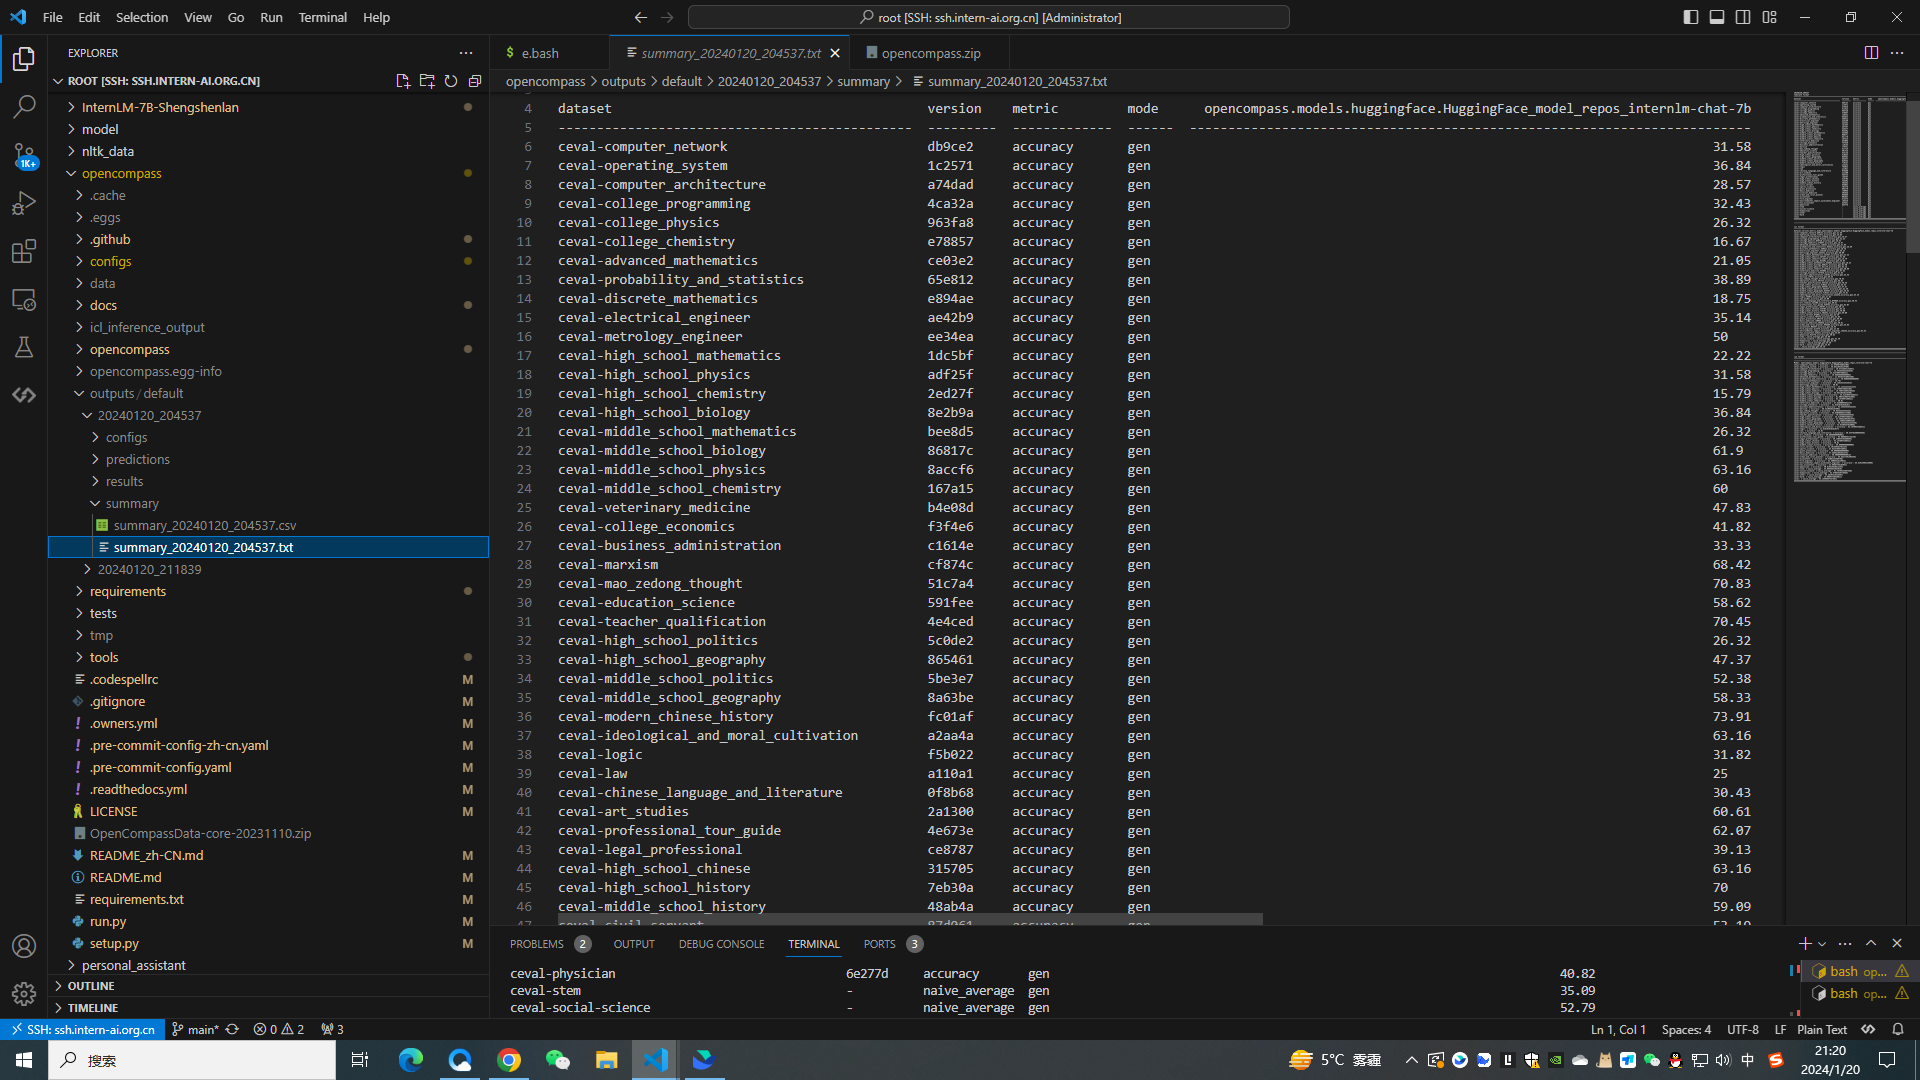 File Edit Selection View Go Run Terminal Help
root [SSH: ssh.intern-ai.org.cn] [Administrator]
EXPLORER
ROOT [SSH: SSH.INTERN-AI.ORG.CN]
InternLM-7B-Shengshenlan
model
nltk_data
opencompass
.cache
.eggs
.github
configs
data
docs
icl_inference_output
opencompass
opencompass.egg-info
outputs / default
20240120_204537
configs
predictions
results
summary
summary_20240120_204537.csv
summary_20240120_204537.txt
20240120_211839
requirements
tests
tmp
tools
.codespellrc M
.gitignore M
.owners.yml M
.pre-commit-config-zh-cn.yaml M
.pre-commit-config.yaml M
.readthedocs.yml M
LICENSE M
OpenCompassData-core-20231110.zip
README_zh-CN.md M
README.md M
requirements.txt M
run.py M
setup.py M
personal_assistant
OUTLINE
TIMELINE
1K+
e.bash
summary_20240120_204537.txt
opencompass.zip
opencompass > outputs > default > 20240120_204537 > summary > summary_20240120_204537.txt
4 dataset version metric mode opencompass.models.huggingface.HuggingFace_model_repos_internlm-chat-7b
5 ---------------------------------------------- --------- ------------- ------ -------------------------------------------------------------------------
6 ceval-computer_network db9ce2 accuracy gen 31.58
7 ceval-operating_system 1c2571 accuracy gen 36.84
8 ceval-computer_architecture a74dad accuracy gen 28.57
9 ceval-college_programming 4ca32a accuracy gen 32.43
10 ceval-college_physics 963fa8 accuracy gen 26.32
11 ceval-college_chemistry e78857 accuracy gen 16.67
12 ceval-advanced_mathematics ce03e2 accuracy gen 21.05
13 ceval-probability_and_statistics 65e812 accuracy gen 38.89
14 ceval-discrete_mathematics e894ae accuracy gen 18.75
15 ceval-electrical_engineer ae42b9 accuracy gen 35.14
16 ceval-metrology_engineer ee34ea accuracy gen 50
17 ceval-high_school_mathematics 1dc5bf accuracy gen 22.22
18 ceval-high_school_physics adf25f accuracy gen 31.58
19 ceval-high_school_chemistry 2ed27f accuracy gen 15.79
20 ceval-high_school_biology 8e2b9a accuracy gen 36.84
21 ceval-middle_school_mathematics bee8d5 accuracy gen 26.32
22 ceval-middle_school_biology 86817c accuracy gen 61.9
23 ceval-middle_school_physics 8accf6 accuracy gen 63.16
24 ceval-middle_school_chemistry 167a15 accuracy gen 60
25 ceval-veterinary_medicine b4e08d accuracy gen 47.83
26 ceval-college_economics f3f4e6 accuracy gen 41.82
27 ceval-business_administration c1614e accuracy gen 33.33
28 ceval-marxism cf874c accuracy gen 68.42
29 ceval-mao_zedong_thought 51c7a4 accuracy gen 70.83
30 ceval-education_science 591fee accuracy gen 58.62
31 ceval-teacher_qualification 4e4ced accuracy gen 70.45
32 ceval-high_school_politics 5c0de2 accuracy gen 26.32
33 ceval-high_school_geography 865461 accuracy gen 47.37
34 ceval-middle_school_politics 5be3e7 accuracy gen 52.38
35 ceval-middle_school_geography 8a63be accuracy gen 58.33
36 ceval-modern_chinese_history fc01af accuracy gen 73.91
37 ceval-ideological_and_moral_cultivation a2aa4a accuracy gen 63.16
38 ceval-logic f5b022 accuracy gen 31.82
39 ceval-law a110a1 accuracy gen 25
40 ceval-chinese_language_and_literature 0f8b68 accuracy gen 30.43
41 ceval-art_studies 2a1300 accuracy gen 60.61
42 ceval-professional_tour_guide 4e673e accuracy gen 62.07
43 ceval-legal_professional ce8787 accuracy gen 39.13
44 ceval-high_school_chinese 315705 accuracy gen 63.16
45 ceval-high_school_history 7eb30a accuracy gen 70
46 ceval-middle_school_history 48ab4a accuracy gen 59.09
47 ceval-civil_servant 87d061 accuracy gen 53.19
PROBLEMS 2 OUTPUT DEBUG CONSOLE TERMINAL PORTS 3
ceval-physician 6e277d accuracy gen 40.82
ceval-stem - naive_average gen 35.09
ceval-social-science - naive_average gen 52.79
bash op...
bash op...
SSH: ssh.intern-ai.org.cn main* 0 2 3
Ln 1, Col 1 Spaces: 4 UTF-8 LF Plain Text
搜索
5°C 雾霾
中
21:20
2024/1/20